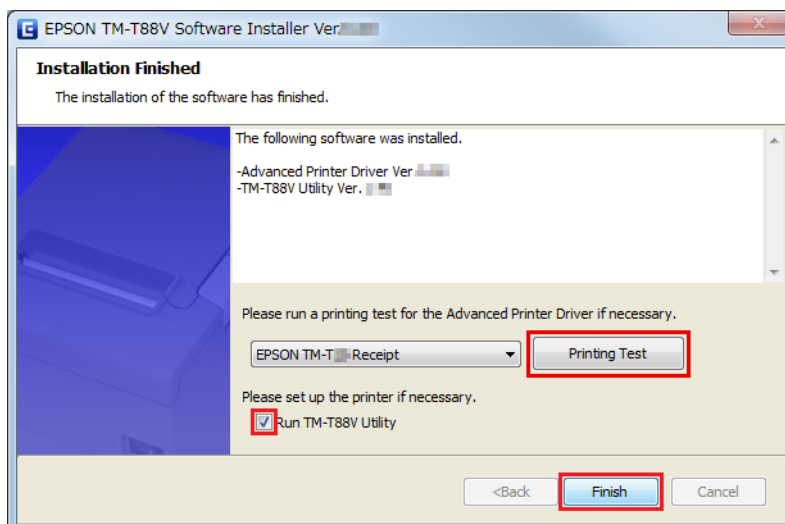 EPSON TM-T88V Software Installer Ver.
Installation Finished
The installation of the software has finished.
The following software was installed.
-Advanced Printer Driver Ver.
-TM-T88V Utility Ver.
Please run a printing test for the Advanced Printer Driver if necessary.
EPSON TM-T Receipt
Printing Test
Please set up the printer if necessary.
Run TM-T88V Utility
<Back
Finish
Cancel